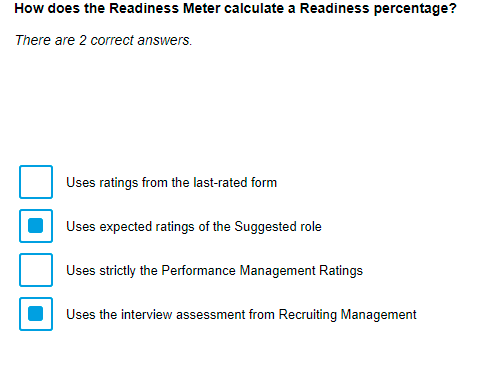 How does the Readiness Meter calculate a Readiness percentage?
There are 2 correct answers.
Uses ratings from the last-rated form
Uses expected ratings of the Suggested role
Uses strictly the Performance Management Ratings
Uses the interview assessment from Recruiting Management